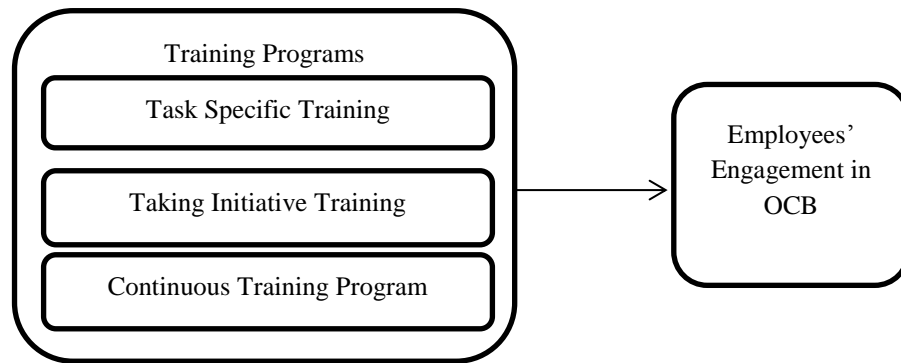 Training Programs
Task Specific Training
Taking Initiative Training
Continuous Training Program
Employees’
Engagement in
OCB